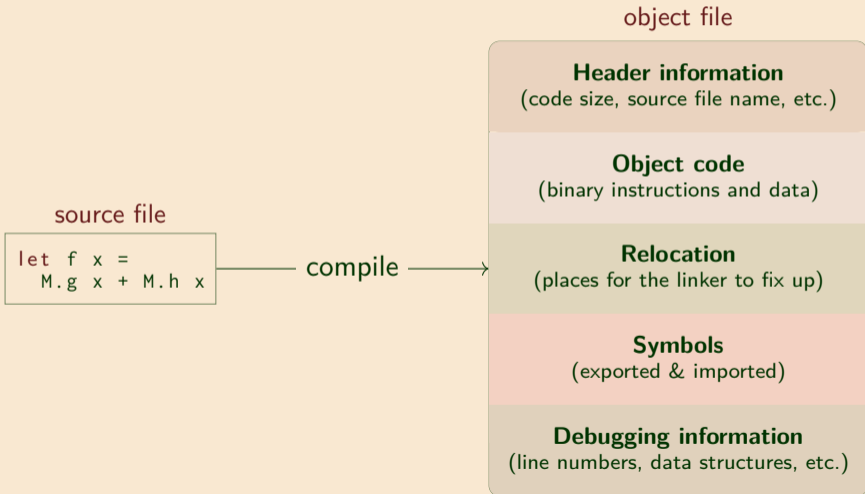 object file
Header information
(code size, source file name, etc.)
Object code
(binary instructions and data)
source file
let f x =
  M.g x + M.h x
compile
Relocation
(places for the linker to fix up)
Symbols
(exported & imported)
Debugging information
(line numbers, data structures, etc.)